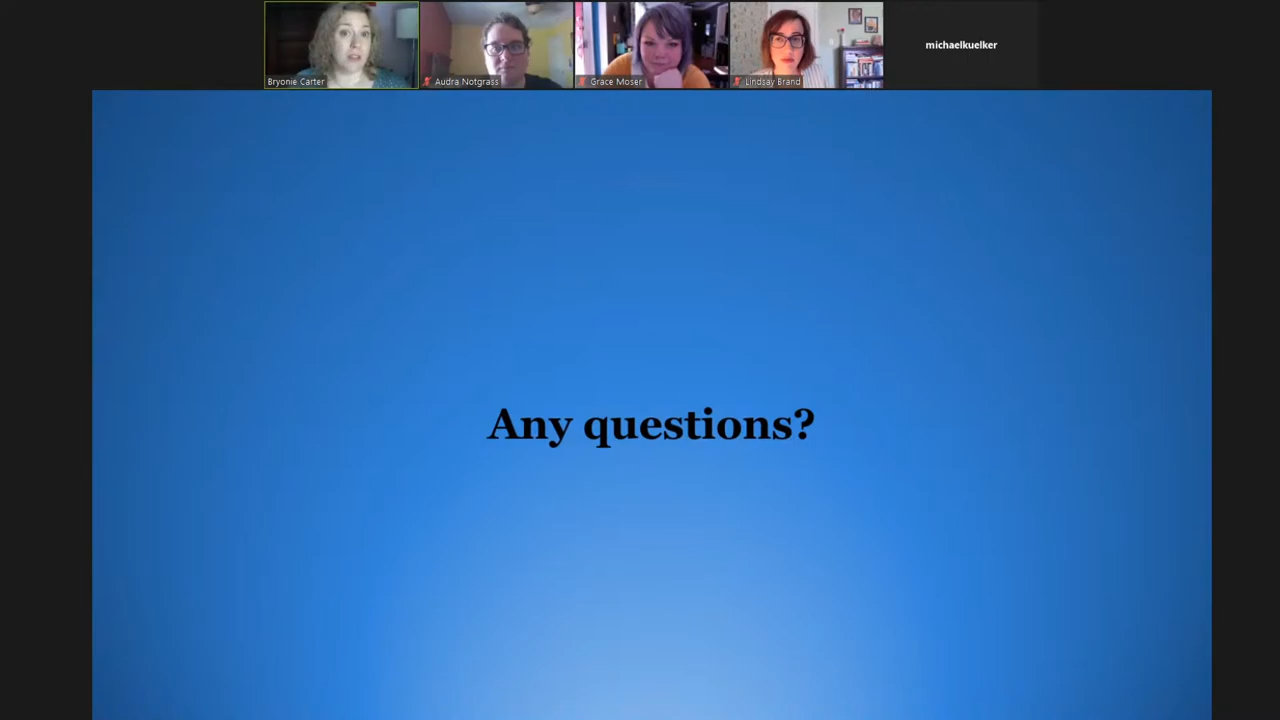 Bryonie Carter
Audra Notgrass
Grace Moser
Lindsay Brand
michaelkuelker
Any questions?